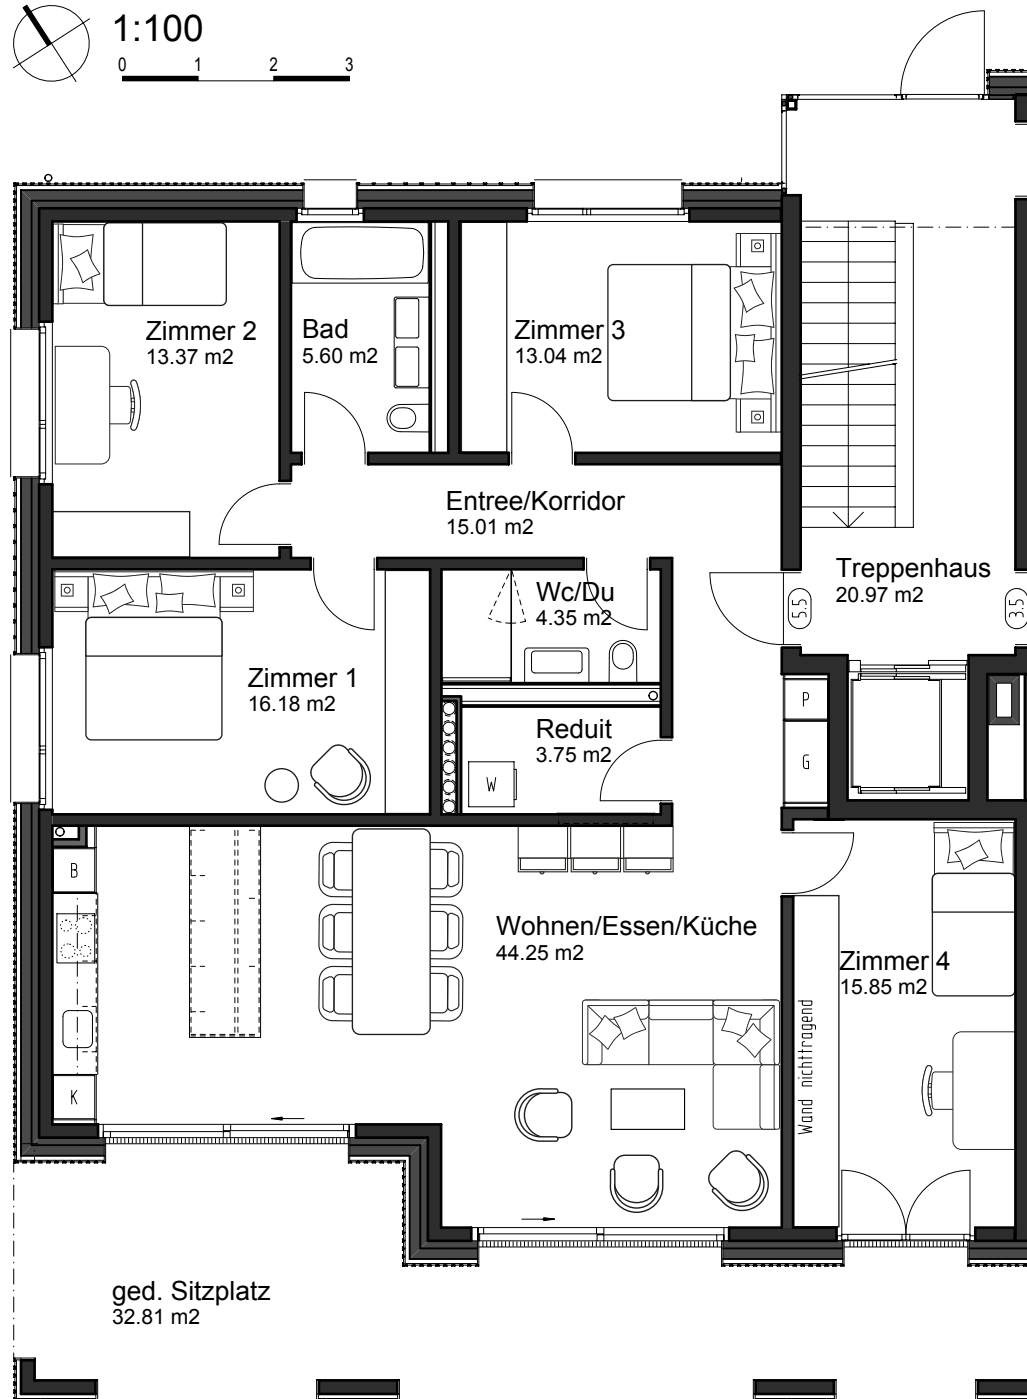 1:100
0 1 2 3
Zimmer 2
13.37 m2
Bad
5.60 m2
Zimmer 3
13.04 m2
Entree/Korridor
15.01 m2
Treppenhaus
20.97 m2
5.5
3.5
Wc/Du
4.35 m2
Zimmer 1
16.18 m2
Reduit
3.75 m2
W
P
G
B
K
Wohnen/Essen/Küche
44.25 m2
Zimmer 4
15.85 m2
Wand nichttragend
ged. Sitzplatz
32.81 m2